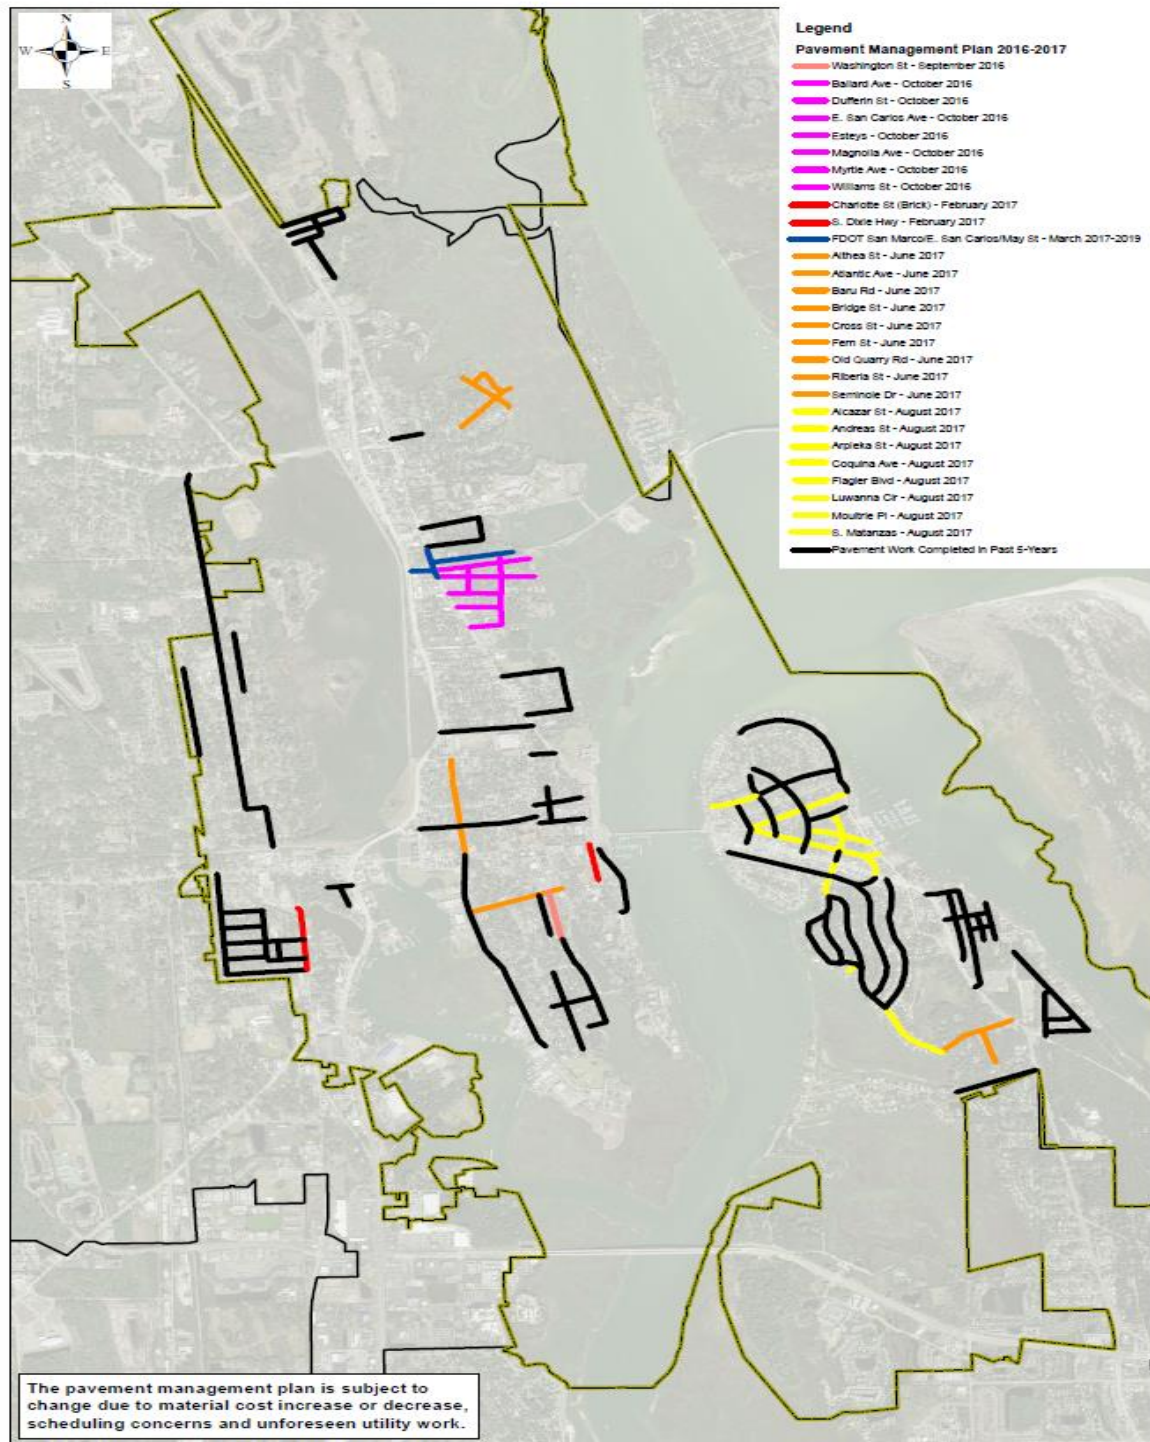 N
W E
S
Legend
Pavement Management Plan 2016-2017
Washington St - September 2016
Ballard Ave - October 2016
Dufferin St - October 2016
E. San Carlos Ave - October 2016
Esteys - October 2016
Magnolia Ave - October 2016
Myrtle Ave - October 2016
Williams St - October 2016
Charlotte St (Brick) - February 2017
S. Dixie Hwy - February 2017
FDOT San Marco/E. San Carlos/May St - March 2017-2019
Althea St - June 2017
Atlantic Ave - June 2017
Baru Rd - June 2017
Bridge St - June 2017
Cross St - June 2017
Fern St - June 2017
Old Quarry Rd - June 2017
Riberia St - June 2017
Seminole Dr - June 2017
Alcazar St - August 2017
Andreas St - August 2017
Arpieka St - August 2017
Coquina Ave - August 2017
Flagler Blvd - August 2017
Luwanna Cir - August 2017
Moultrie Pl - August 2017
S. Matanzas - August 2017
Pavement Work Completed in Past 5-Years
The pavement management plan is subject to
change due to material cost increase or decrease,
scheduling concerns and unforeseen utility work.